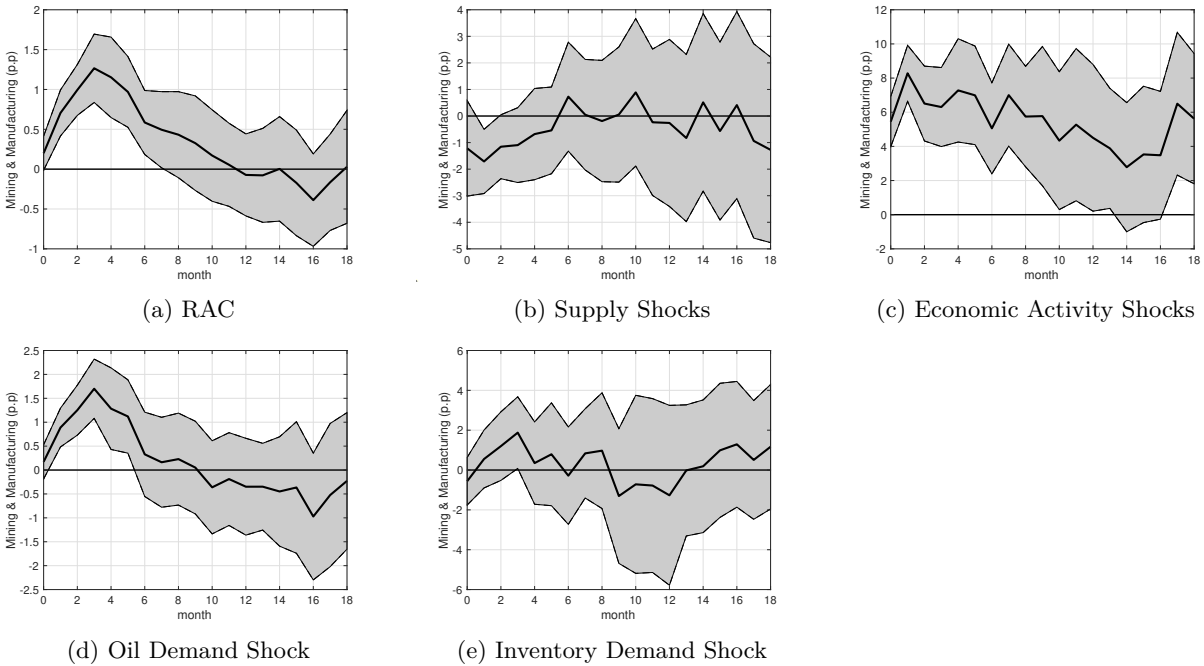 2
1.5
1
0.5
0
-0.5
-1
Mining & Manufacturing (p.p)
0 2 4 6 8 10 12 14 16 18
month
(a) RAC
4
3
2
1
0
-1
-2
-3
-4
-5
Mining & Manufacturing (p.p)
0 2 4 6 8 10 12 14 16 18
month
(b) Supply Shocks
12
10
8
6
4
2
0
-2
Mining & Manufacturing (p.p)
0 2 4 6 8 10 12 14 16 18
month
(c) Economic Activity Shocks
2.5
2
1.5
1
0.5
0
-0.5
-1
-1.5
-2
-2.5
Mining & Manufacturing (p.p)
0 2 4 6 8 10 12 14 16 18
month
(d) Oil Demand Shock
6
4
2
0
-2
-4
-6
Mining & Manufacturing (p.p)
0 2 4 6 8 10 12 14 16 18
month
(e) Inventory Demand Shock